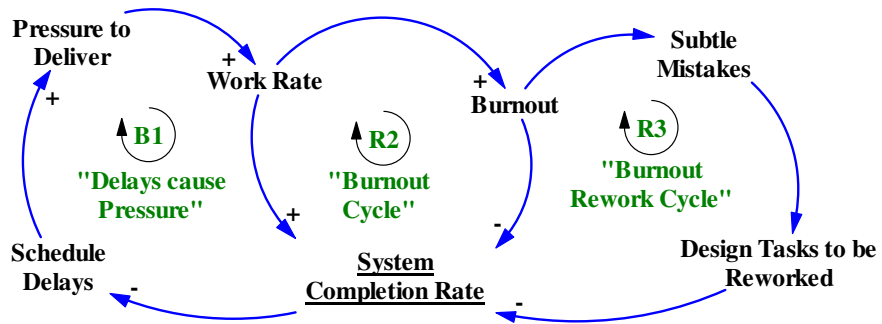 Pressure to
Deliver
+
Work Rate
+
Burnout
Subtle
Mistakes
+
B1
"Delays cause
Pressure"
R2
"Burnout
Cycle"
R3
"Burnout
Rework Cycle"
+
-
Schedule
Delays
System
Completion Rate
Design Tasks to be
Reworked
-
-